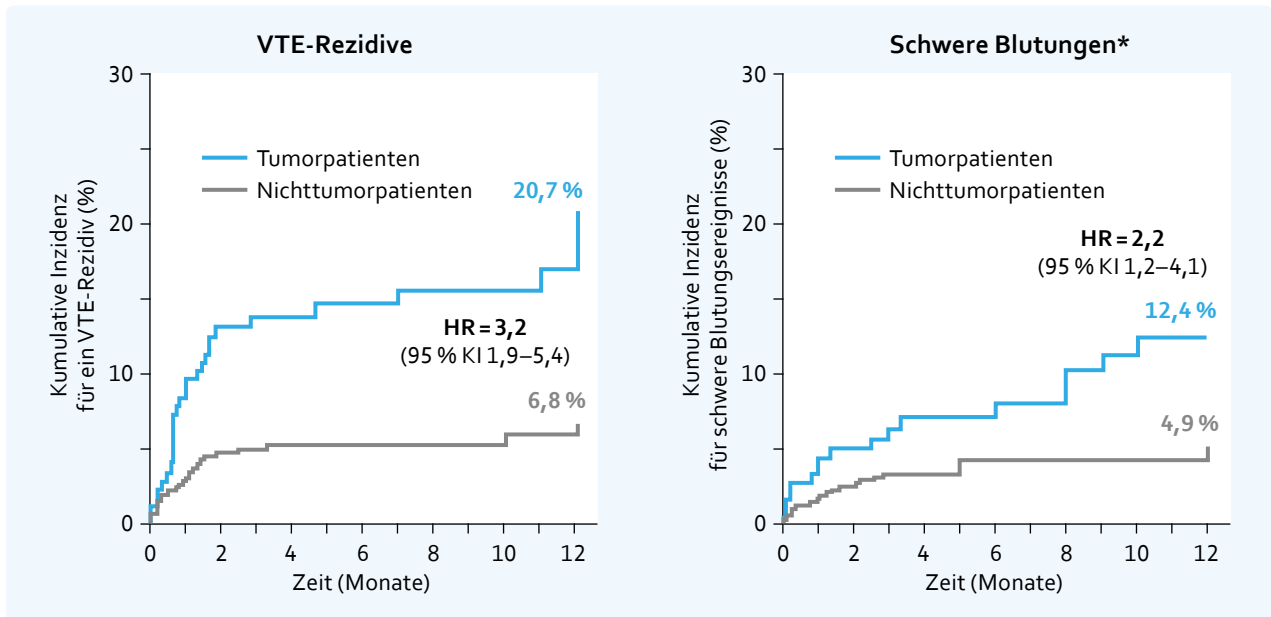 VTE-Rezidive
Kumulative Inzidenz
für ein VTE-Rezidiv (%)
30
20
10
0
Tumorpatienten
Nichttumorpatienten
20,7 %
HR = 3,2
(95 % KI 1,9–5,4)
6,8 %
0 2 4 6 8 10 12
Zeit (Monate)
Schwere Blutungen*
Kumulative Inzidenz
für schwere Blutungsereignisse (%)
30
20
10
0
Tumorpatienten
Nichttumorpatienten
HR = 2,2
(95 % KI 1,2–4,1)
12,4 %
4,9 %
0 2 4 6 8 10 12
Zeit (Monate)